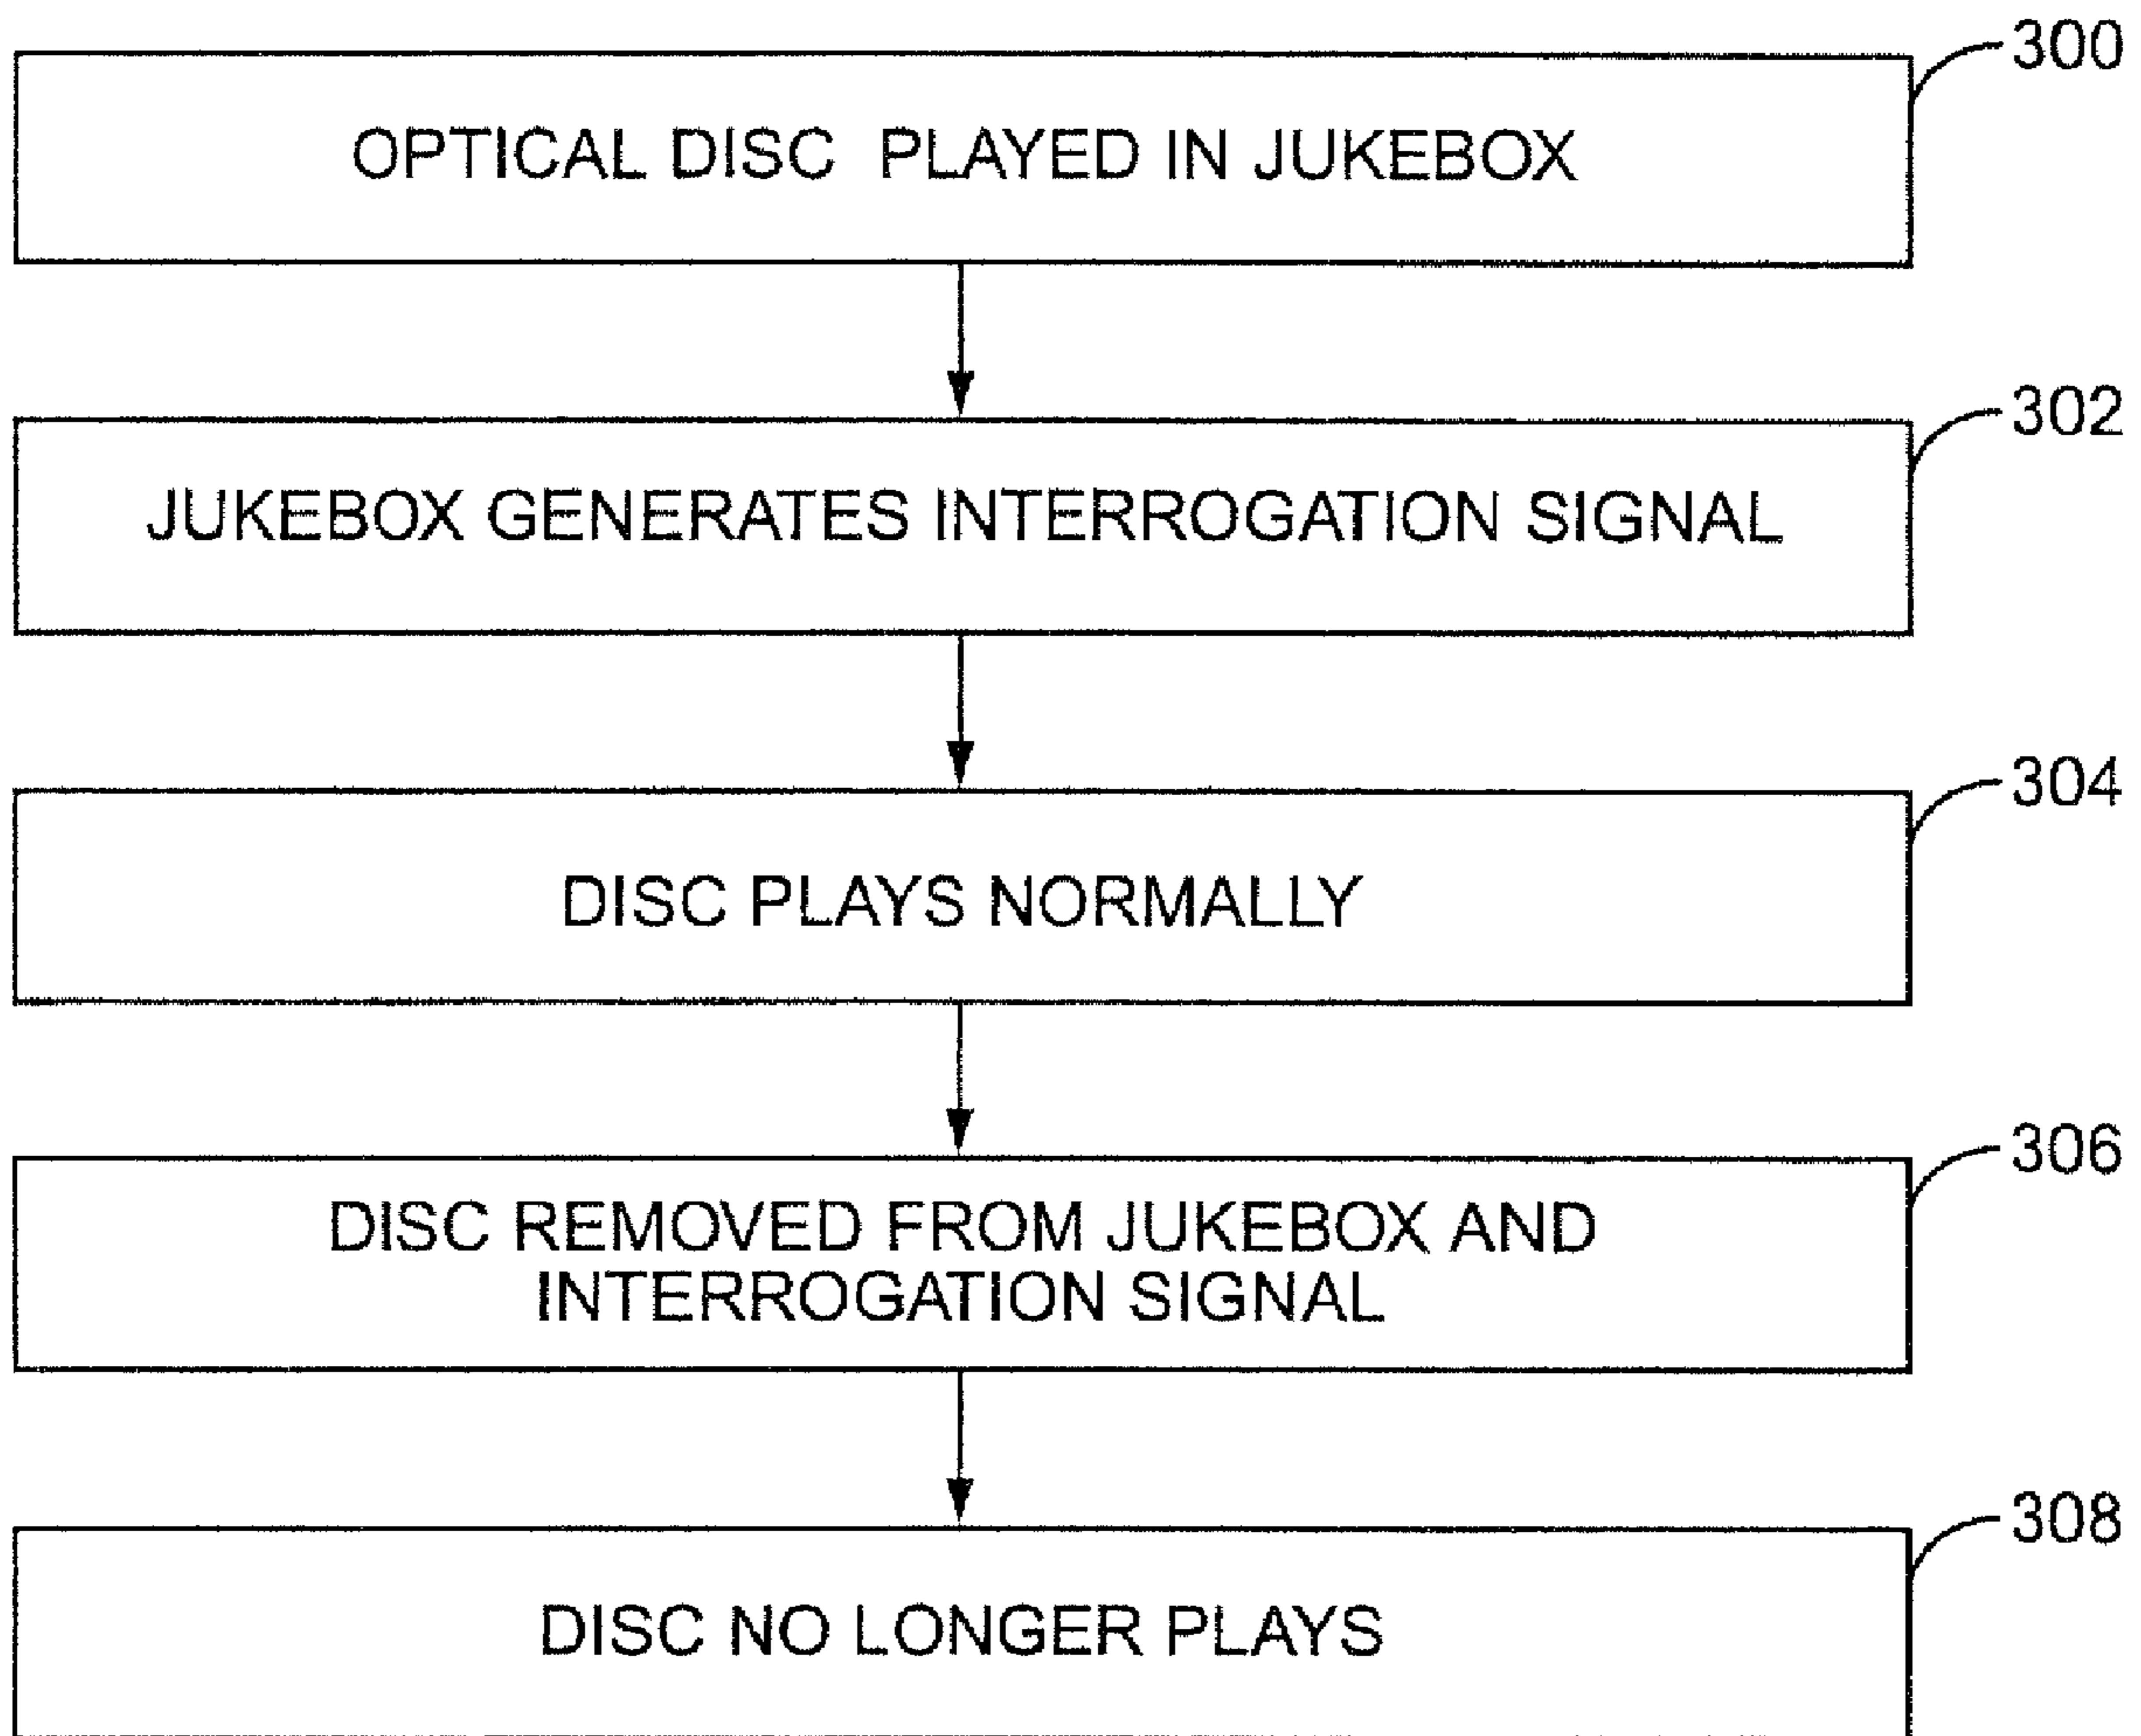 300
OPTICAL DISC PLAYED IN JUKEBOX
302
JUKEBOX GENERATES INTERROGATION SIGNAL
304
DISC PLAYS NORMALLY
306
DISC REMOVED FROM JUKEBOX AND
INTERROGATION SIGNAL
308
DISC NO LONGER PLAYS